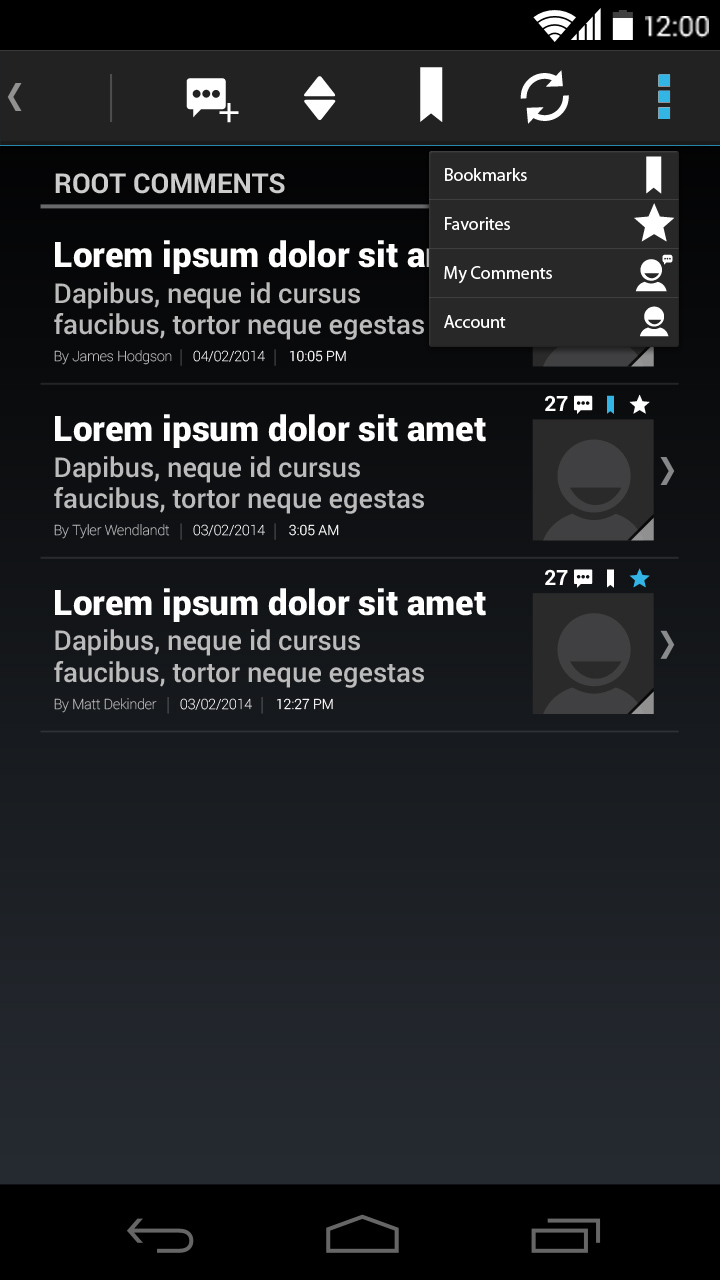 12:00
Bookmarks
Favorites
My Comments
Account
ROOT COMMENTS
Lorem ipsum dolor sit
Dapibus, neque id cursus
faucibus, tortor neque egestas
By James Hodgson | 04/02/2014 | 10:05 PM
27
Lorem ipsum dolor sit amet
Dapibus, neque id cursus
faucibus, tortor neque egestas
By Tyler Wendlandt | 03/02/2014 | 3:05 AM
27
Lorem ipsum dolor sit amet
Dapibus, neque id cursus
faucibus, tortor neque egestas
By Matt Dekinder | 03/02/2014 | 12:27 PM